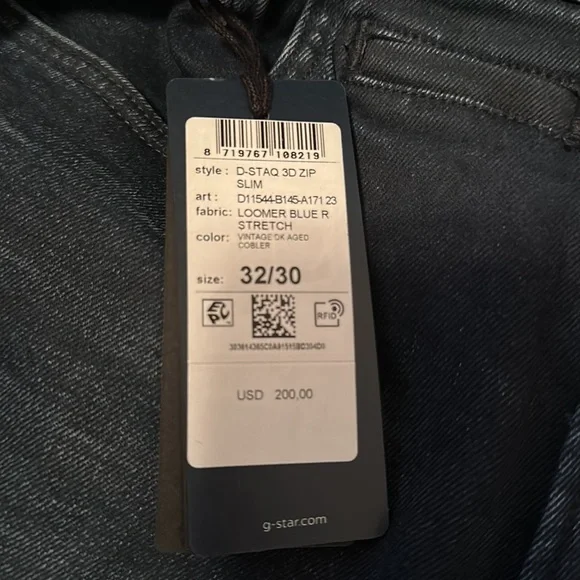 8 719767 108219
style : D-STAQ 3D ZIP
SLIM
art : D11544-B145-A171 23
fabric: LOOMER BLUE R
STRETCH
color: VINTAGE DK AGED
COBLER
size: 32/30
EPC
RFID
USD 200,00
g-star.com